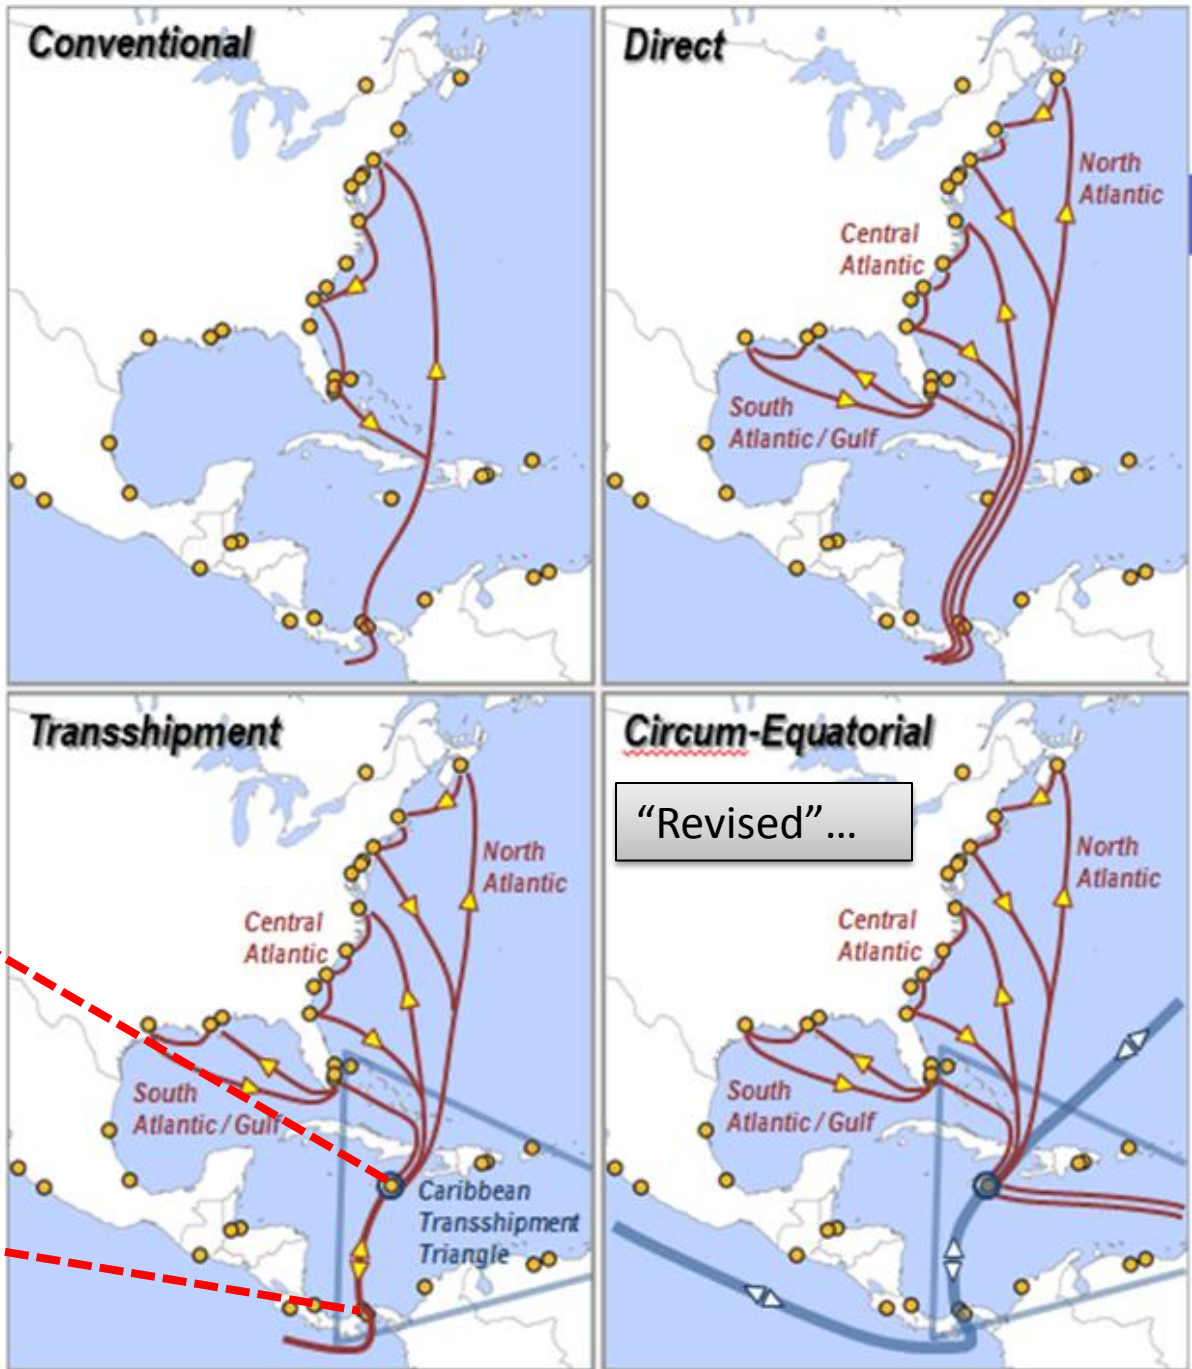 Conventional
Direct
North
Atlantic
Central
Atlantic
South
Atlantic / Gulf
Transshipment
North
Atlantic
Central
Atlantic
South
Atlantic / Gulf
Caribbean
Transshipment
Triangle
Circum-Equatorial
“Revised”...
North
Atlantic
Central
Atlantic
South
Atlantic / Gulf